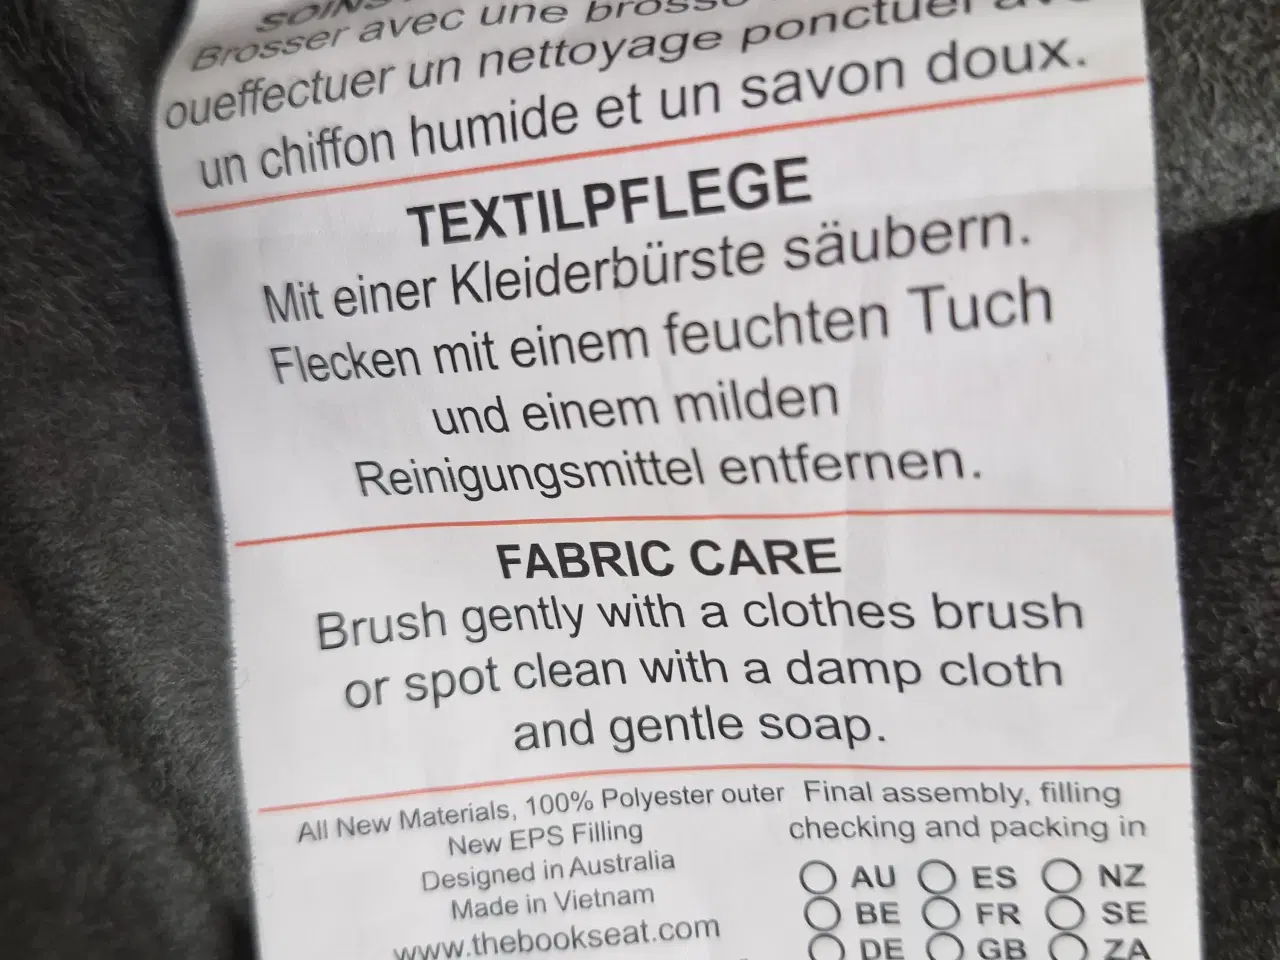 SOINS
Brosser avec une brosse
oueffectuer un nettoyage ponctuel
un chiffon humide et un savon doux.
TEXTILPFLEGE
Mit einer Kleiderbürste säubern.
Flecken mit einem feuchten Tuch
und einem milden
Reinigungsmittel entfernen.
FABRIC CARE
Brush gently with a clothes brush
or spot clean with a damp cloth
and gentle soap.
All New Materials, 100% Polyester outer
New EPS Filling
Designed in Australia
Made in Vietnam
www.thebookseat.com
Final assembly, filling
checking and packing in
AU ES NZ
BE FR SE
DE GB ZA